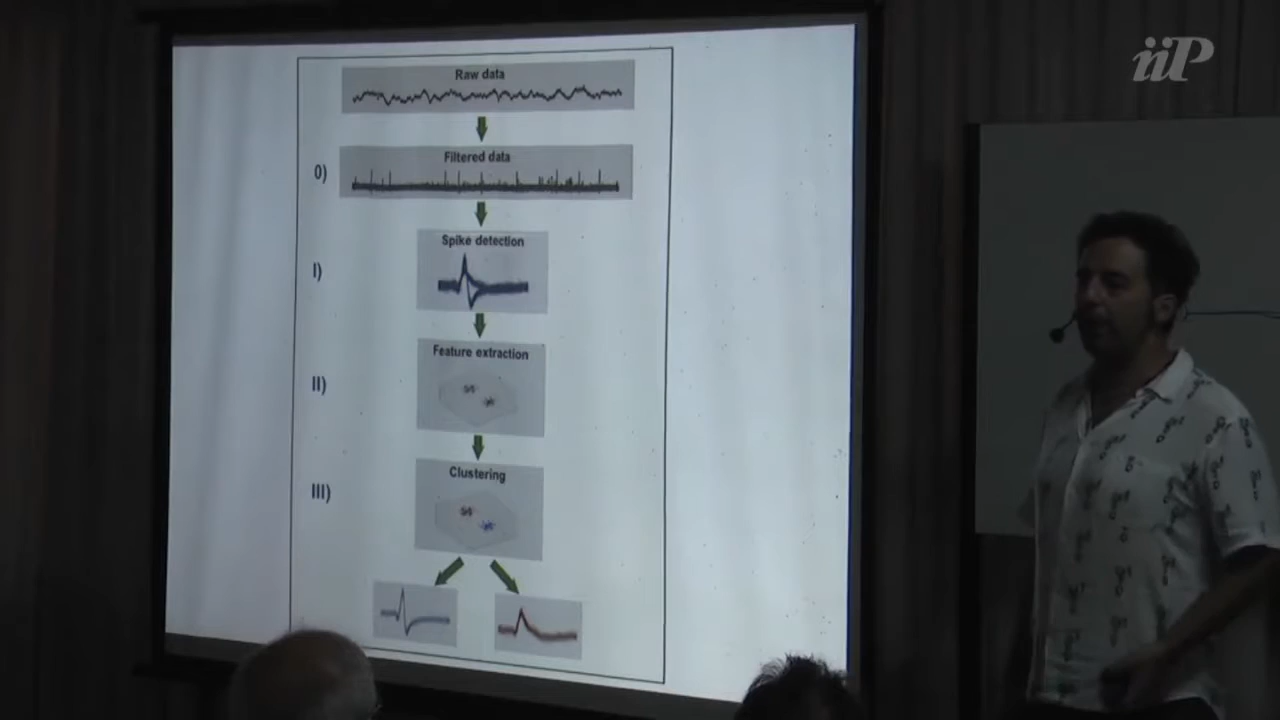 iiP
Raw data
0)
Filtered data
I)
Spike detection
II)
Feature extraction
III)
Clustering